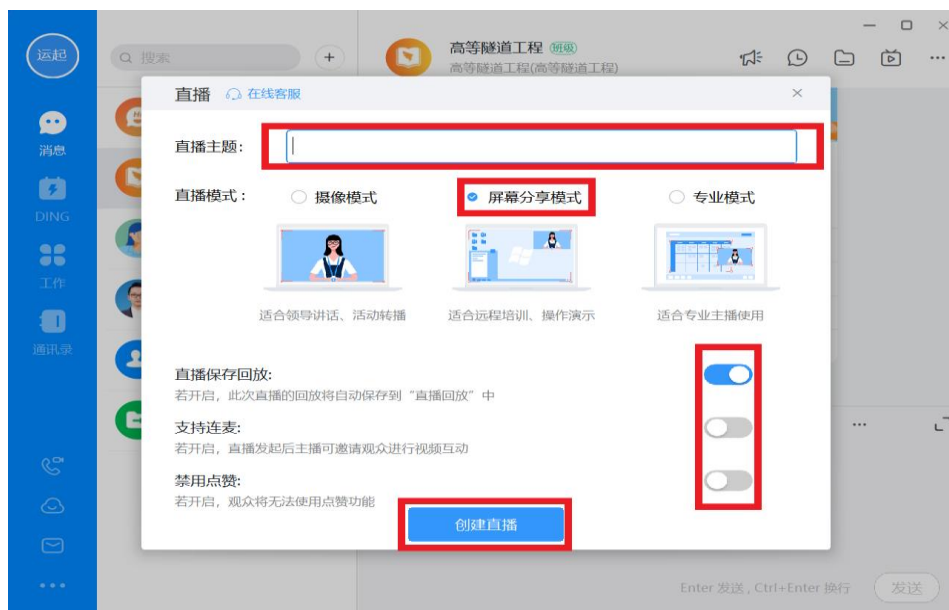 运起
搜索
高等隧道工程 班级
高等隧道工程(高等隧道工程)
直播 在线客服
消息
直播主题:
直播模式: 摄像模式 屏幕分享模式 专业模式
DING
工作
适合领导讲话、活动转播 适合远程培训、操作演示 适合专业主播使用
通讯录
直播保存回放:
若开启, 此次直播的回放将自动保存到“直播回放”中
支持连麦:
若开启, 直播发起后主播可邀请观众进行视频互动
禁用点赞:
若开启, 观众将无法使用点赞功能
创建直播
Enter 发送, Ctrl+Enter 换行 发送